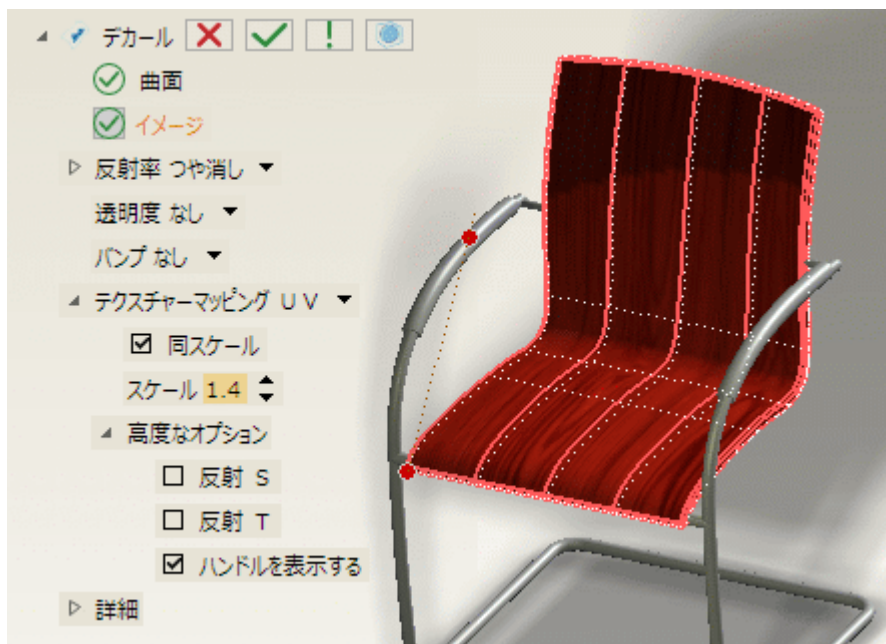 デカール
曲面
イメージ
反射率 つや消し
透明度 なし
バンプ なし
テクスチャーマッピング U V
同スケール
スケール 1.4
高度なオプション
反射 S
反射 T
ハンドルを表示する
詳細